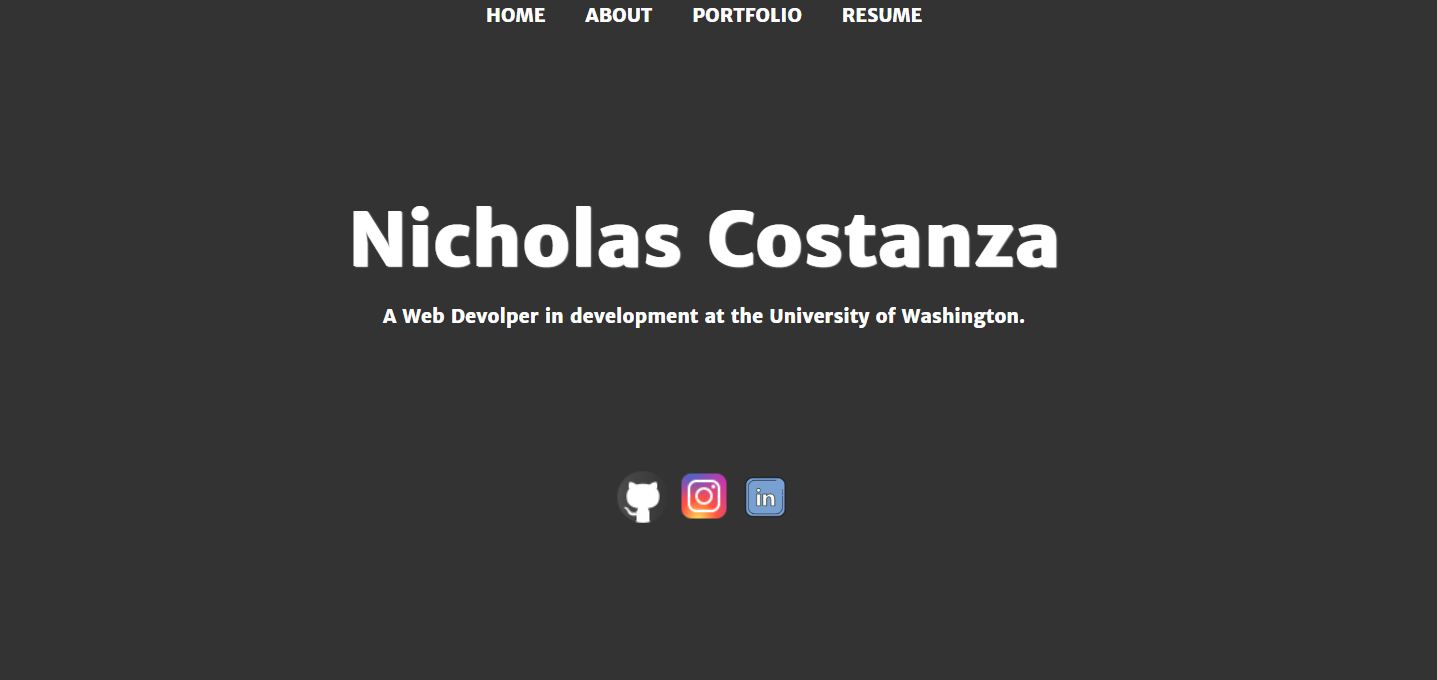 HOME ABOUT PORTFOLIO RESUME
Nicholas Costanza
A Web Devolper in development at the University of Washington.
in